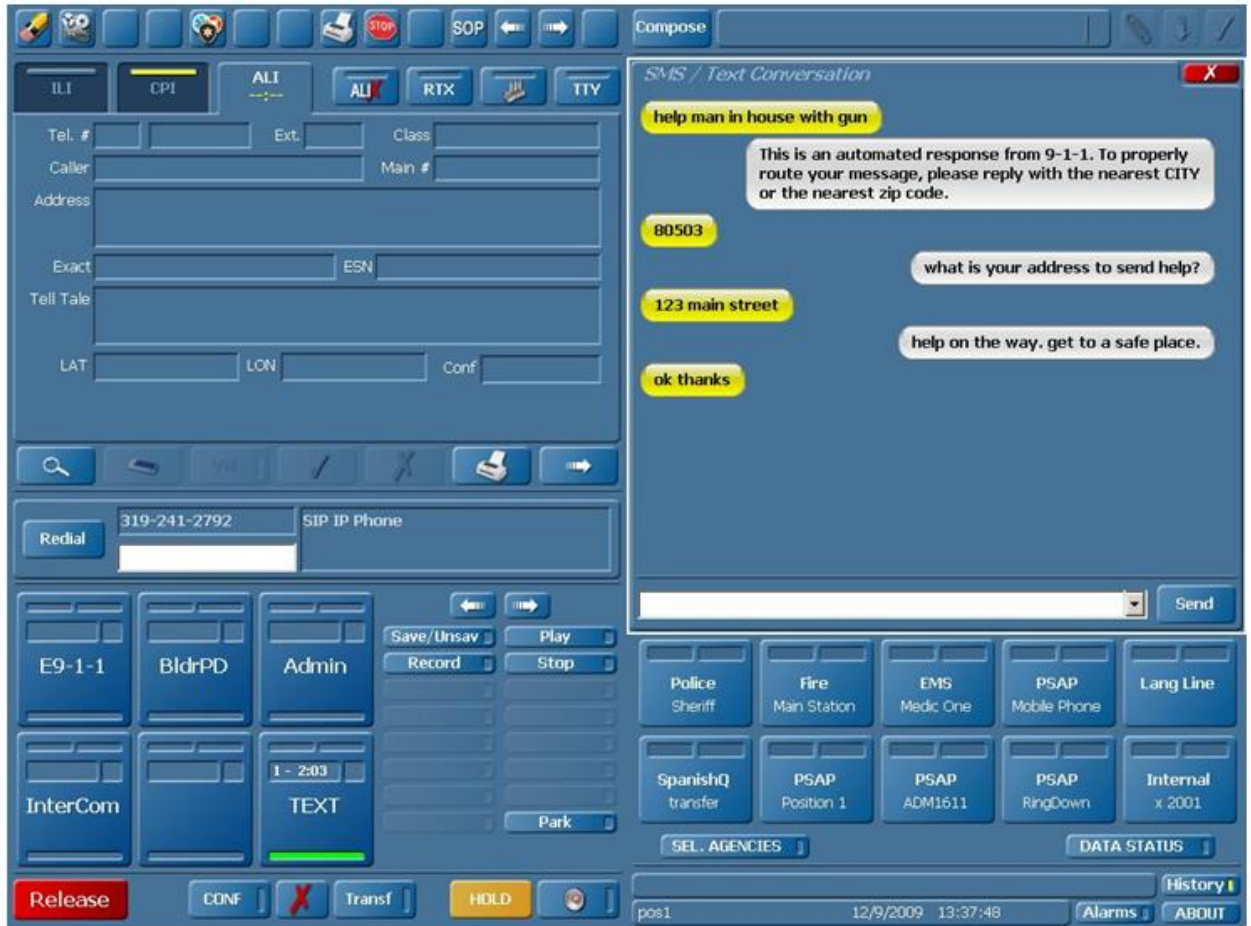 STOP
SOP
Compose
ILI
CPI
ALI
--:--
ALI
RTX
TTY
Tel. #
Ext.
Class
Caller
Main #
Address
Exact
ESN
Tell Tale
LAT
LON
Conf
Redial
319-241-2792
SIP IP Phone
E9-1-1
BldrPD
Admin
Save/Unsav
Play
Record
Stop
InterCom
1 - 2:03
TEXT
Park
Release
CONF
X
Transf
HOLD
SMS / Text Conversation
X
help man in house with gun
This is an automated response from 9-1-1. To properly
route your message, please reply with the nearest CITY
or the nearest zip code.
80503
what is your address to send help?
123 main street
help on the way. get to a safe place.
ok thanks
Send
Police
Sheriff
Fire
Main Station
EMS
Medic One
PSAP
Mobile Phone
Lang Line
SpanishQ
transfer
PSAP
Position 1
PSAP
ADM1611
PSAP
RingDown
Internal
x 2001
SEL. AGENCIES
DATA STATUS
History
pos1
12/9/2009 13:37:48
Alarms
ABOUT